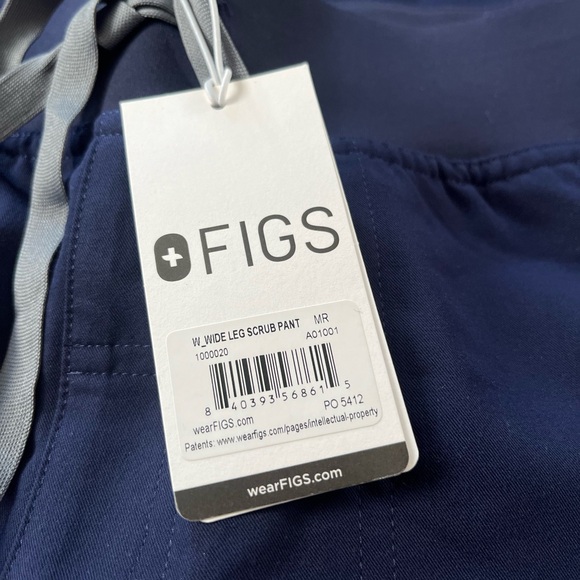 FIGS
W_WIDE LEG SCRUB PANT MR
1000020 A01001
8 40393 56861 5
wearFIGS.com PO 5412
Patents: www.wearfigs.com/pages/intellectual-property
wearFIGS.com